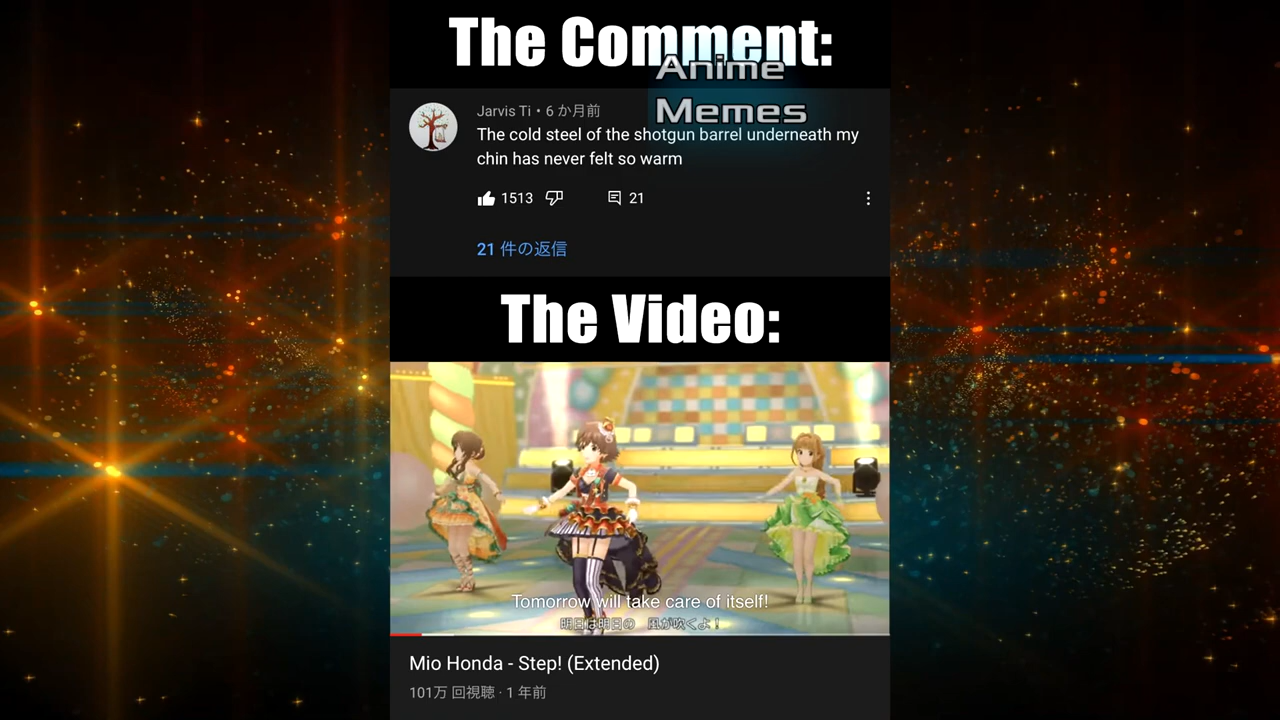 The Comment:
Anime
Memes
Jarvis Ti • 6 か月前
The cold steel of the shotgun barrel underneath my
chin has never felt so warm
1513
21
21 件の返信
The Video:
Tomorrow will take care of itself!
明日は明日の 風が吹くよ！
Mio Honda - Step! (Extended)
101万 回視聴 · 1 年前